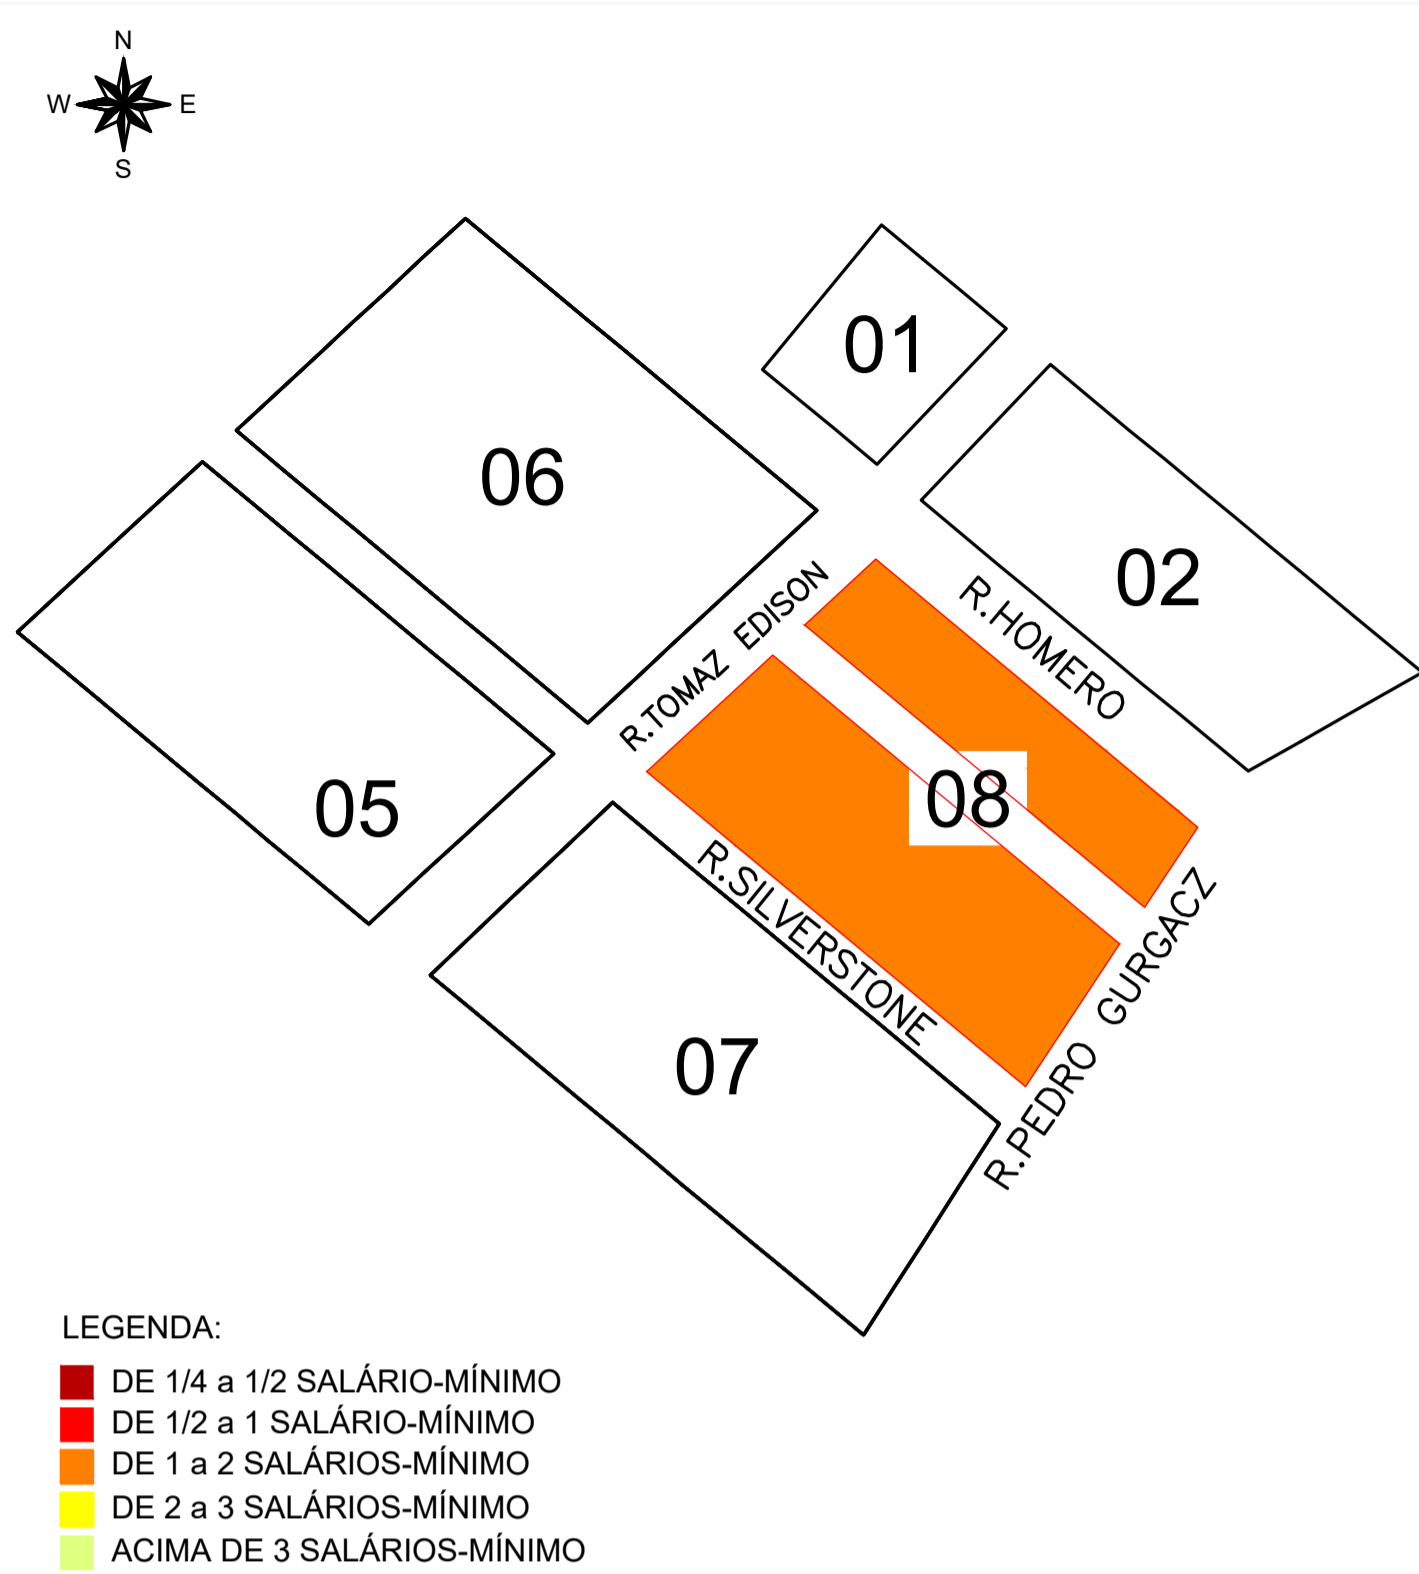 N
W E
S
01
06
02
R.TOMAZ EDISON
R.HOMERO
08
05
R.SILVERSTONE
R.PEDRO GURGACZ
07
LEGENDA:
DE 1/4 a 1/2 SALÁRIO-MÍNIMO
DE 1/2 a 1 SALÁRIO-MÍNIMO
DE 1 a 2 SALÁRIOS-MÍNIMO
DE 2 a 3 SALÁRIOS-MÍNIMO
ACIMA DE 3 SALÁRIOS-MÍNIMO